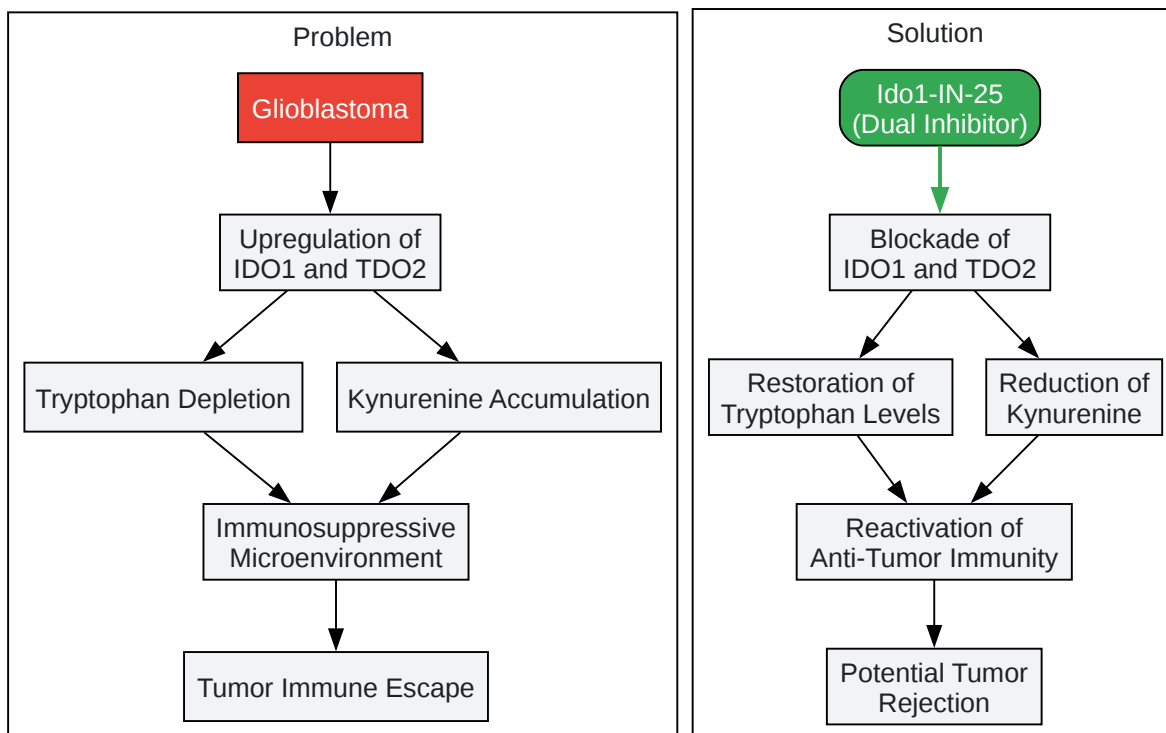 Problem
Glioblastoma
Upregulation of
IDO1 and TDO2
Tryptophan Depletion
Kynurenine Accumulation
Immunosuppressive
Microenvironment
Tumor Immune Escape
Solution
Ido1-IN-25
(Dual Inhibitor)
Blockade of
IDO1 and TDO2
Restoration of
Tryptophan Levels
Reduction of
Kynurenine
Reactivation of
Anti-Tumor Immunity
Potential Tumor
Rejection